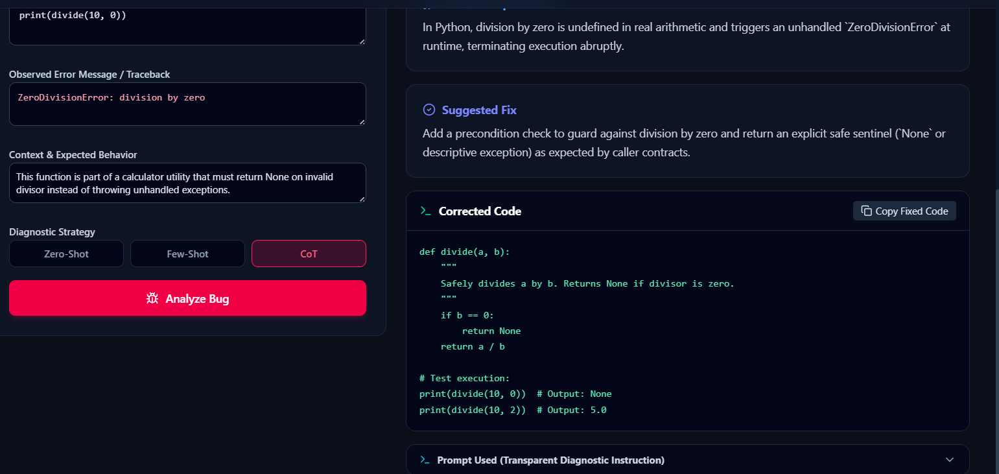 print(divide(10, 0))
Observed Error Message / Traceback
ZeroDivisionError: division by zero
Context & Expected Behavior
This function is part of a calculator utility that must return None on invalid
divisor instead of throwing unhandled exceptions.
Diagnostic Strategy
Zero-Shot
Few-Shot
CoT
Analyze Bug
In Python, division by zero is undefined in real arithmetic and triggers an unhandled `ZeroDivisionError` at
runtime, terminating execution abruptly.
Suggested Fix
Add a precondition check to guard against division by zero and return an explicit safe sentinel (`None` or
descriptive exception) as expected by caller contracts.
Corrected Code
Copy Fixed Code
def divide(a, b):
    """
    Safely divides a by b. Returns None if divisor is zero.
    """
    if b == 0:
        return None
    return a / b
# Test execution:
print(divide(10, 0))  # Output: None
print(divide(10, 2))  # Output: 5.0
Prompt Used (Transparent Diagnostic Instruction)